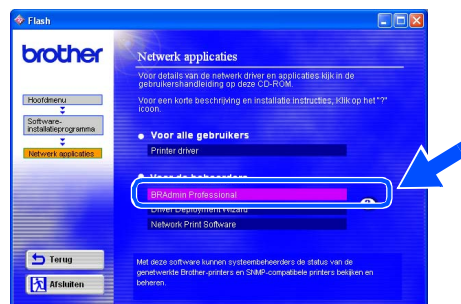 Flash
brother
Netwerk applicaties
Voor details van de netwerk driver en applicaties kijk in de
gebruikershandleiding op deze CD-ROM.
Voor een korte beschrijving en installatie instructies, Klik op het "?"
icoon.
Hoofdmenu
Software-
installatieprogramma
Netwerk applicaties
Voor alle gebruikers
Printer driver
Voor de beheerders
BRAdmin Professional
Driver Deployment Wizard
Network Print Software
Terug
Afsluiten
Met deze software kunnen systeembeheerders de status van de
genetwerkte Brother-printers en SNMP-compatibele printers bekijken en
beheren.